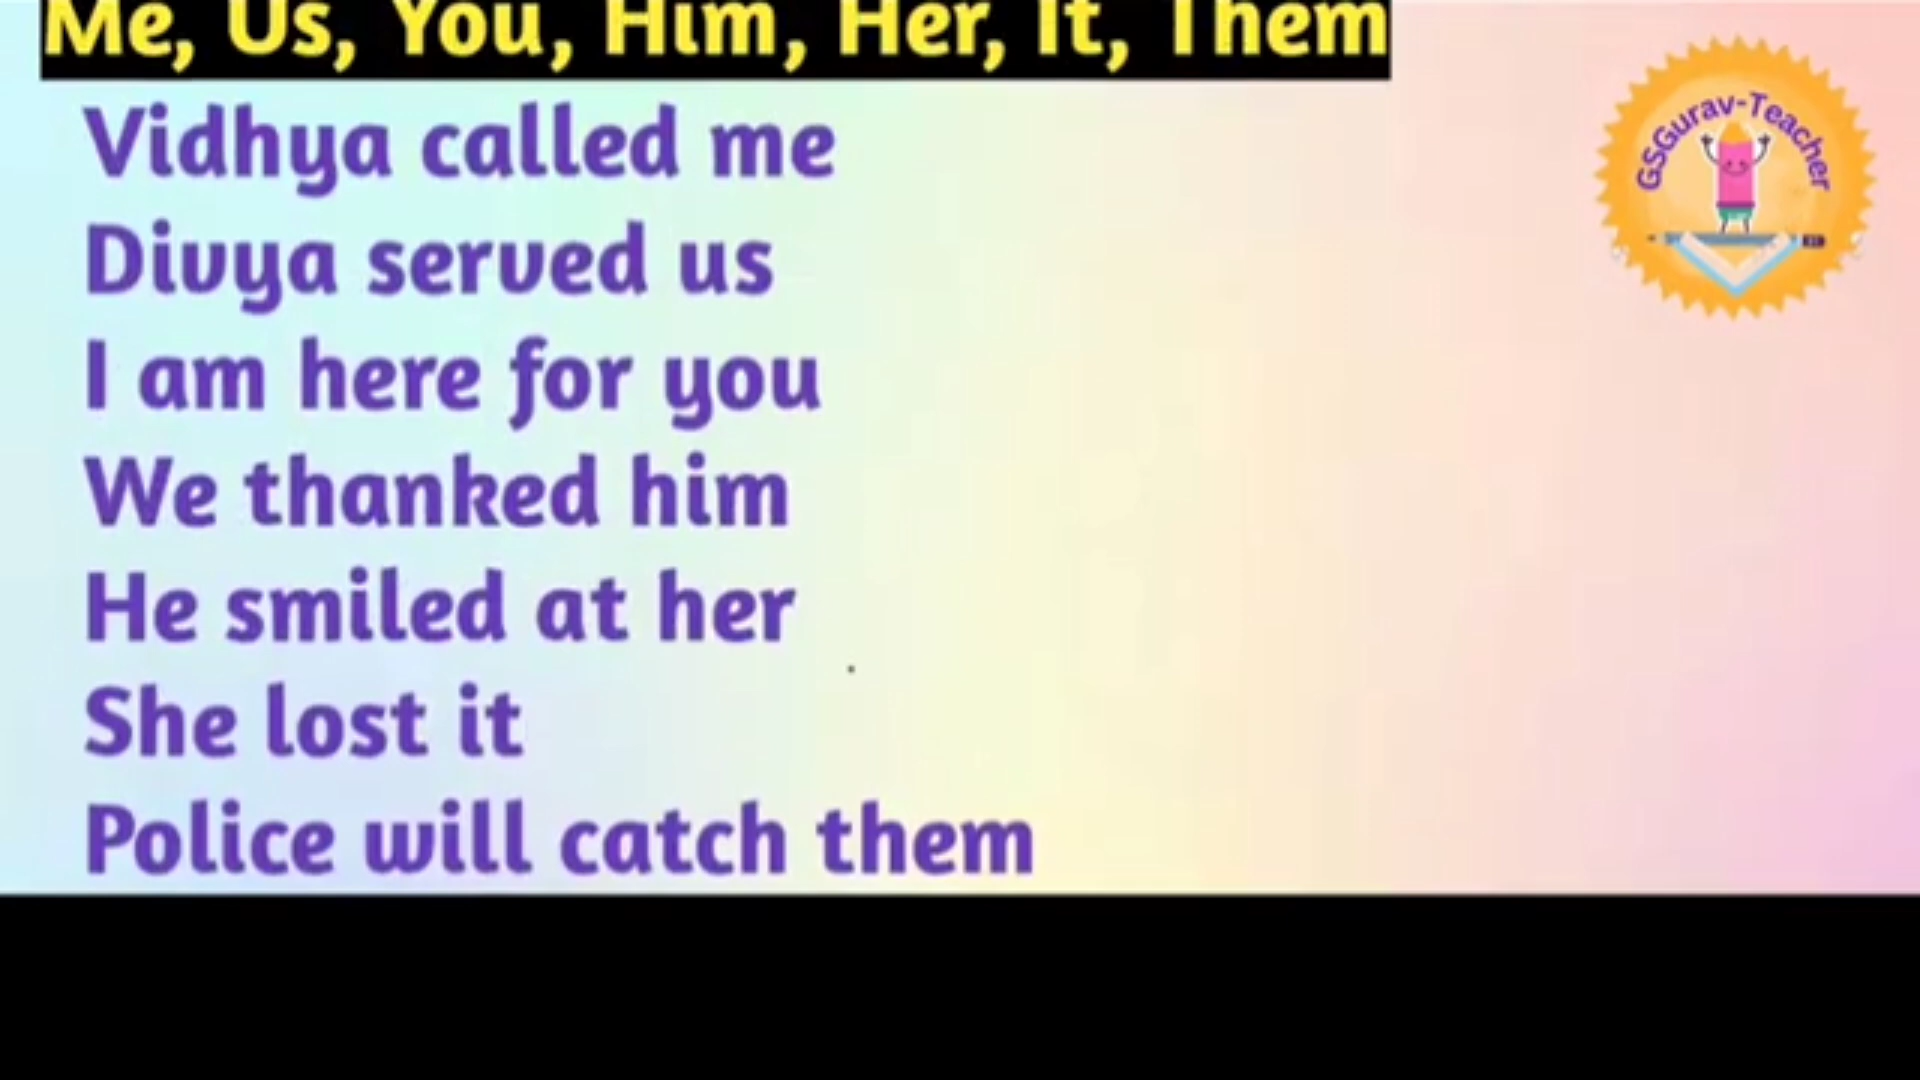 Me, Us, You, Him, Her, It, Them
GSGurav-Teacher
Vidhya called me
Divya served us
I am here for you
We thanked him
He smiled at her
She lost it
Police will catch them